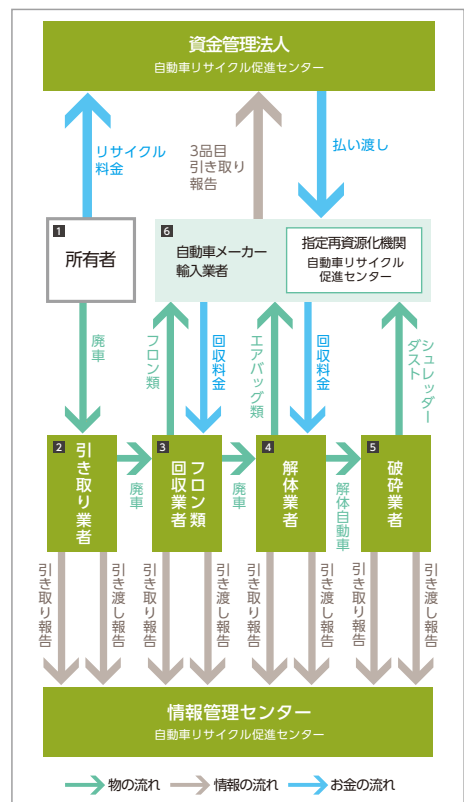 資金管理法人
自動車リサイクル促進センター
リサイクル
料金
3品目
引き取り
報告
払い渡し
1
所有者
6
自動車メーカー
輸入業者
指定再資源化機関
自動車リサイクル
促進センター
廃車
フロン類
回収料金
エアバッグ類
回収料金
シュレッダー
ダスト
2
引き取り業者
廃車
3
フロン類
回収業者
廃車
4
解体業者
解体自動車
5
破砕業者
引き取り報告
引き渡し報告
引き取り報告
引き渡し報告
引き取り報告
引き渡し報告
引き取り報告
引き渡し報告
情報管理センター
自動車リサイクル促進センター
物の流れ
情報の流れ
お金の流れ